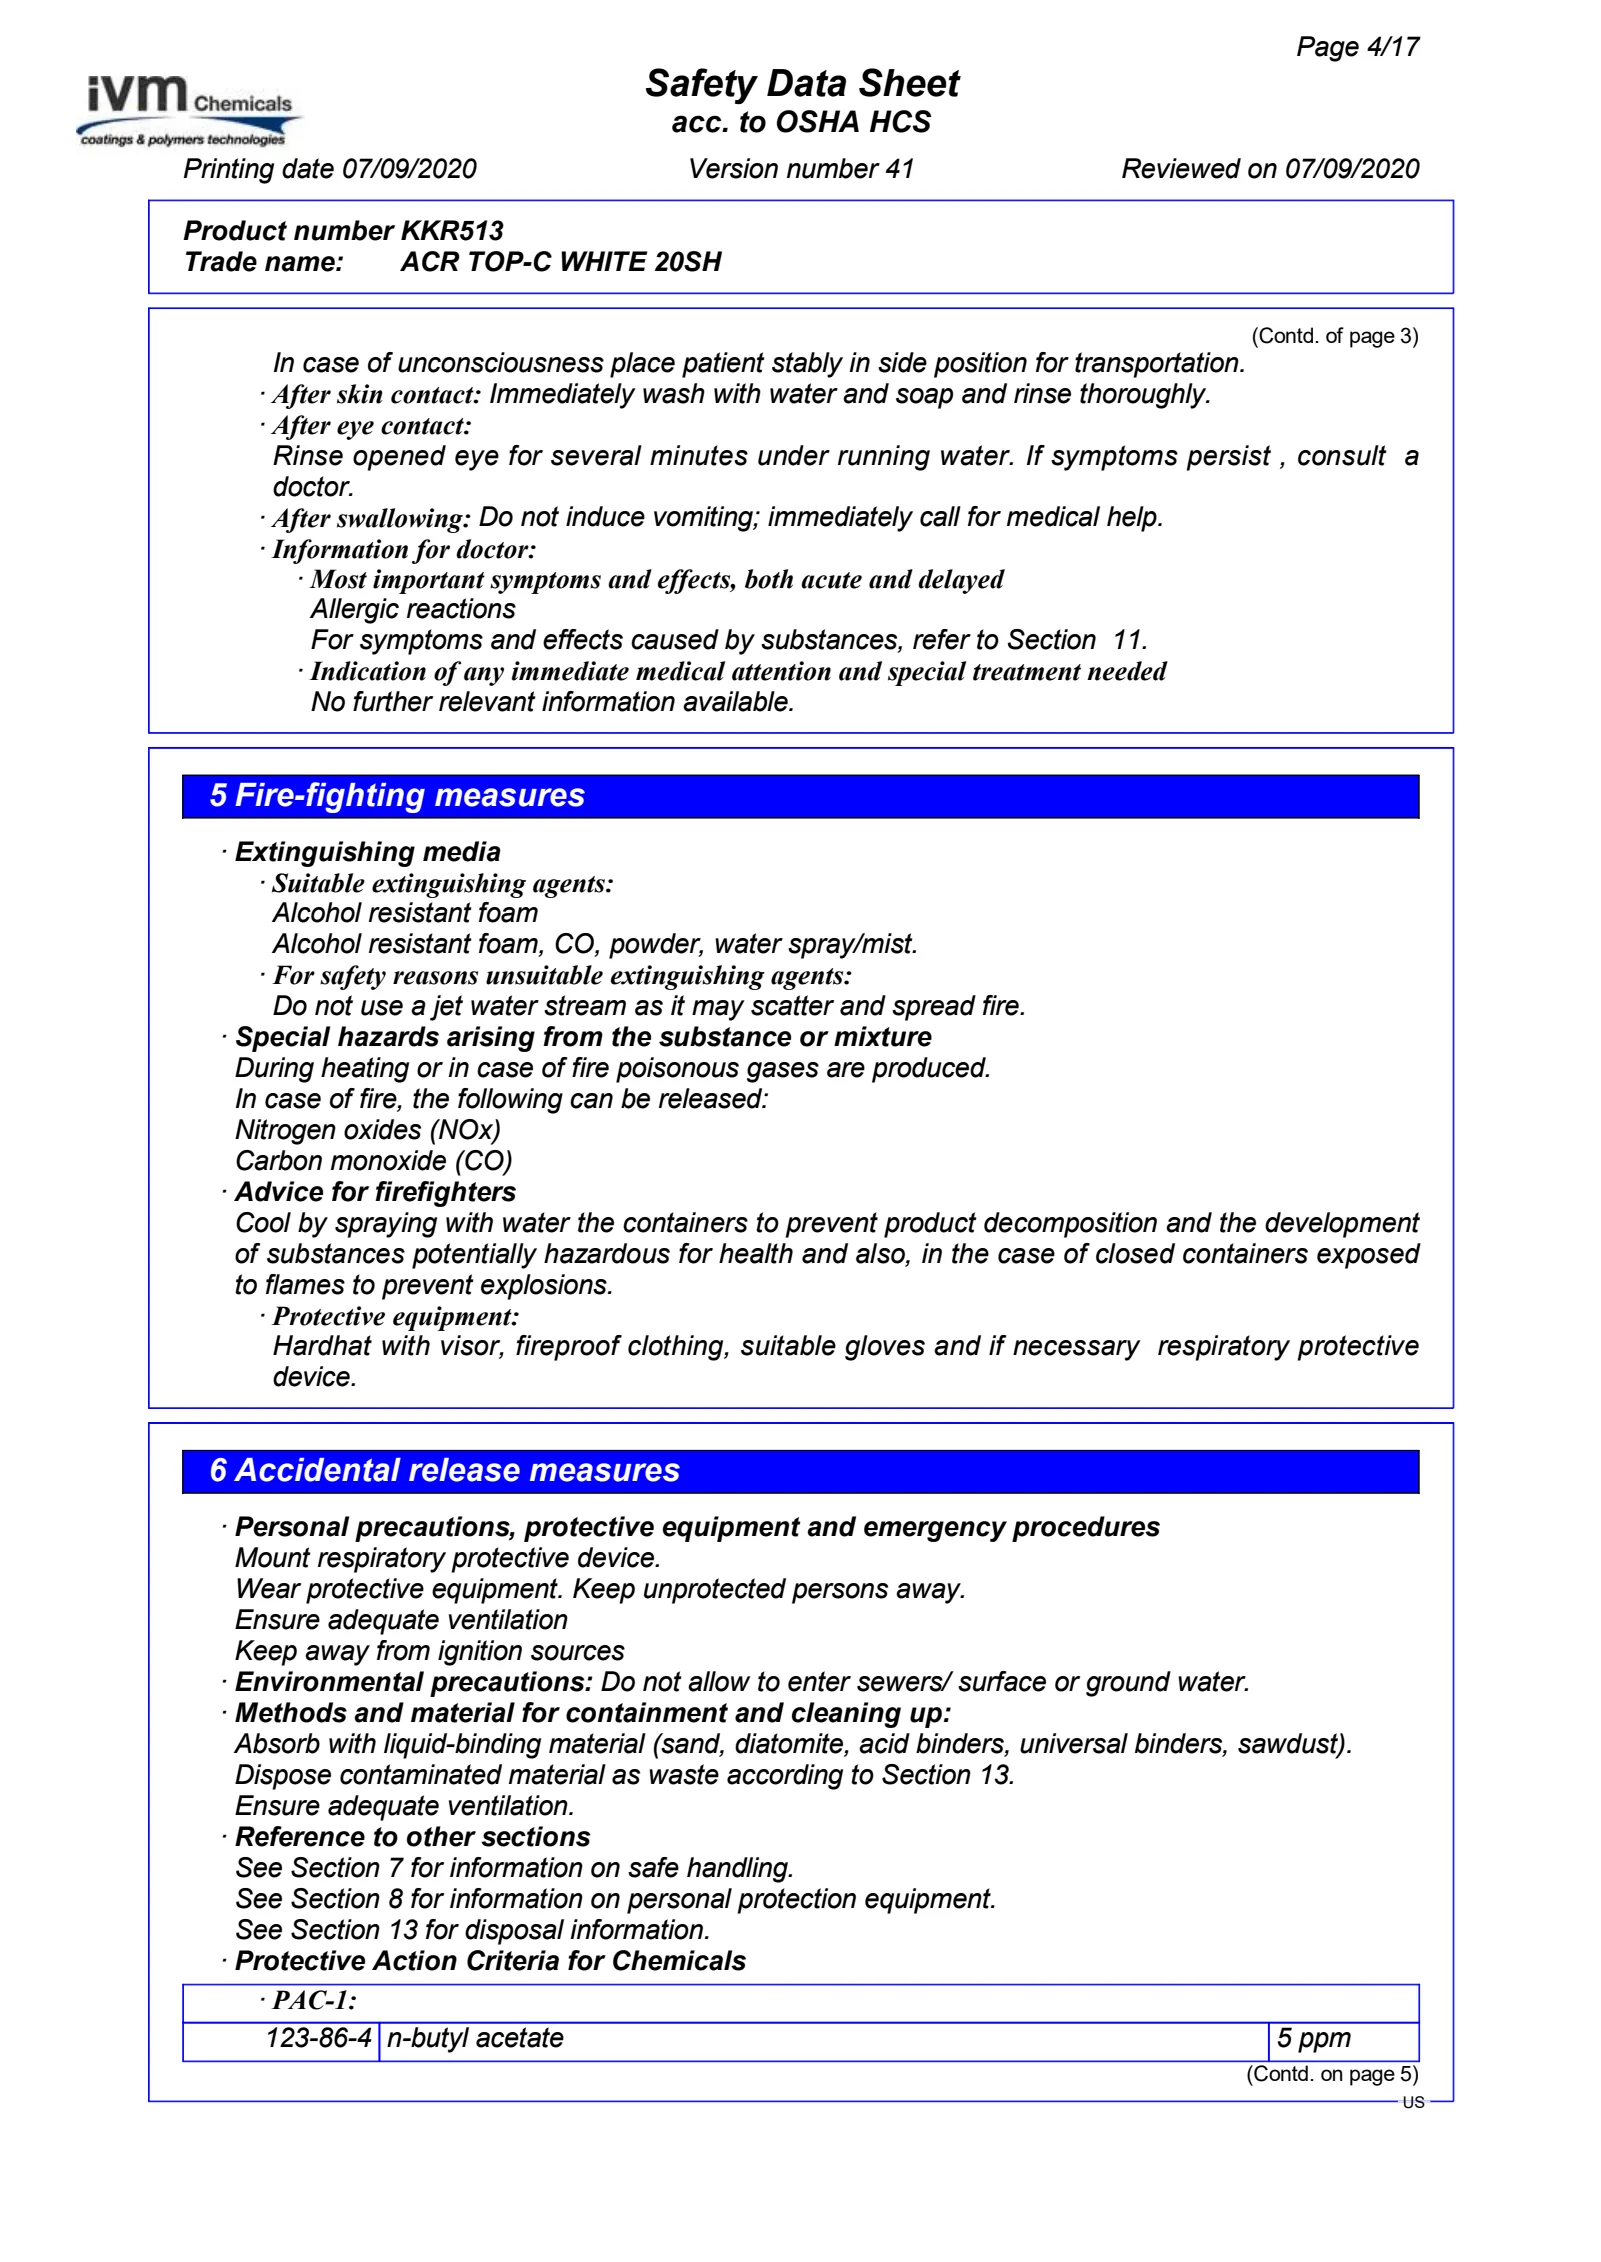 Page 4/17
ivm Chemicals
coatings & polymers technologies
Safety Data Sheet
acc. to OSHA HCS
Printing date 07/09/2020 Version number 41 Reviewed on 07/09/2020
Product number KKR513
Trade name: ACR TOP-C WHITE 20SH
(Contd. of page 3)
In case of unconsciousness place patient stably in side position for transportation.
· After skin contact: Immediately wash with water and soap and rinse thoroughly.
· After eye contact:
Rinse opened eye for several minutes under running water. If symptoms persist , consult a
doctor.
· After swallowing: Do not induce vomiting; immediately call for medical help.
· Information for doctor:
· Most important symptoms and effects, both acute and delayed
Allergic reactions
For symptoms and effects caused by substances, refer to Section 11.
· Indication of any immediate medical attention and special treatment needed
No further relevant information available.
5 Fire-fighting measures
· Extinguishing media
· Suitable extinguishing agents:
Alcohol resistant foam
Alcohol resistant foam, CO, powder, water spray/mist.
· For safety reasons unsuitable extinguishing agents:
Do not use a jet water stream as it may scatter and spread fire.
· Special hazards arising from the substance or mixture
During heating or in case of fire poisonous gases are produced.
In case of fire, the following can be released:
Nitrogen oxides (NOx)
Carbon monoxide (CO)
· Advice for firefighters
Cool by spraying with water the containers to prevent product decomposition and the development
of substances potentially hazardous for health and also, in the case of closed containers exposed
to flames to prevent explosions.
· Protective equipment:
Hardhat with visor, fireproof clothing, suitable gloves and if necessary respiratory protective
device.
6 Accidental release measures
· Personal precautions, protective equipment and emergency procedures
Mount respiratory protective device.
Wear protective equipment. Keep unprotected persons away.
Ensure adequate ventilation
Keep away from ignition sources
· Environmental precautions: Do not allow to enter sewers/ surface or ground water.
· Methods and material for containment and cleaning up:
Absorb with liquid-binding material (sand, diatomite, acid binders, universal binders, sawdust).
Dispose contaminated material as waste according to Section 13.
Ensure adequate ventilation.
· Reference to other sections
See Section 7 for information on safe handling.
See Section 8 for information on personal protection equipment.
See Section 13 for disposal information.
· Protective Action Criteria for Chemicals
· PAC-1:
123-86-4 n-butyl acetate 5 ppm
(Contd. on page 5)
US